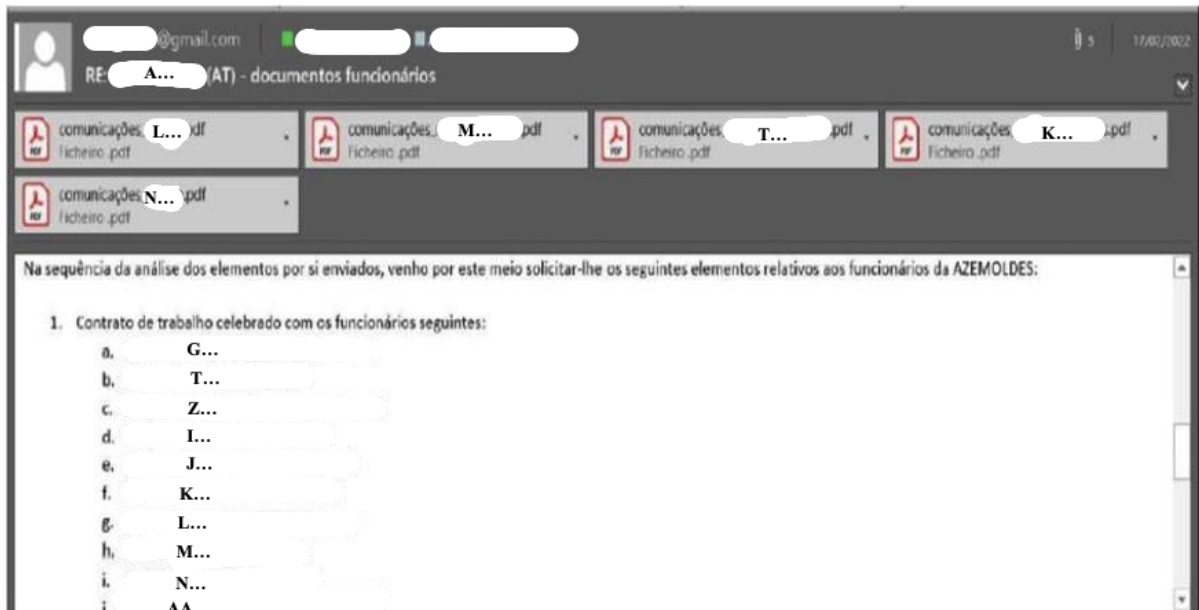 @gmail.com
5
17/02/2022
RE: A... (AT) - documentos funcionários
comunicações_ L... pdf
Ficheiro .pdf
comunicações_ M... pdf
Ficheiro .pdf
comunicações T... .pdf
Ficheiro .pdf
comunicações K... .pdf
Ficheiro .pdf
comunicações N... .pdf
Ficheiro .pdf
Na sequência da análise dos elementos por si enviados, venho por este meio solicitar-lhe os seguintes elementos relativos aos funcionários da AZEMOLDES:
1. Contrato de trabalho celebrado com os funcionários seguintes:
a. G...
b. T...
c. Z...
d. I...
e. J...
f. K...
g. L...
h. M...
i. N...
j. AA